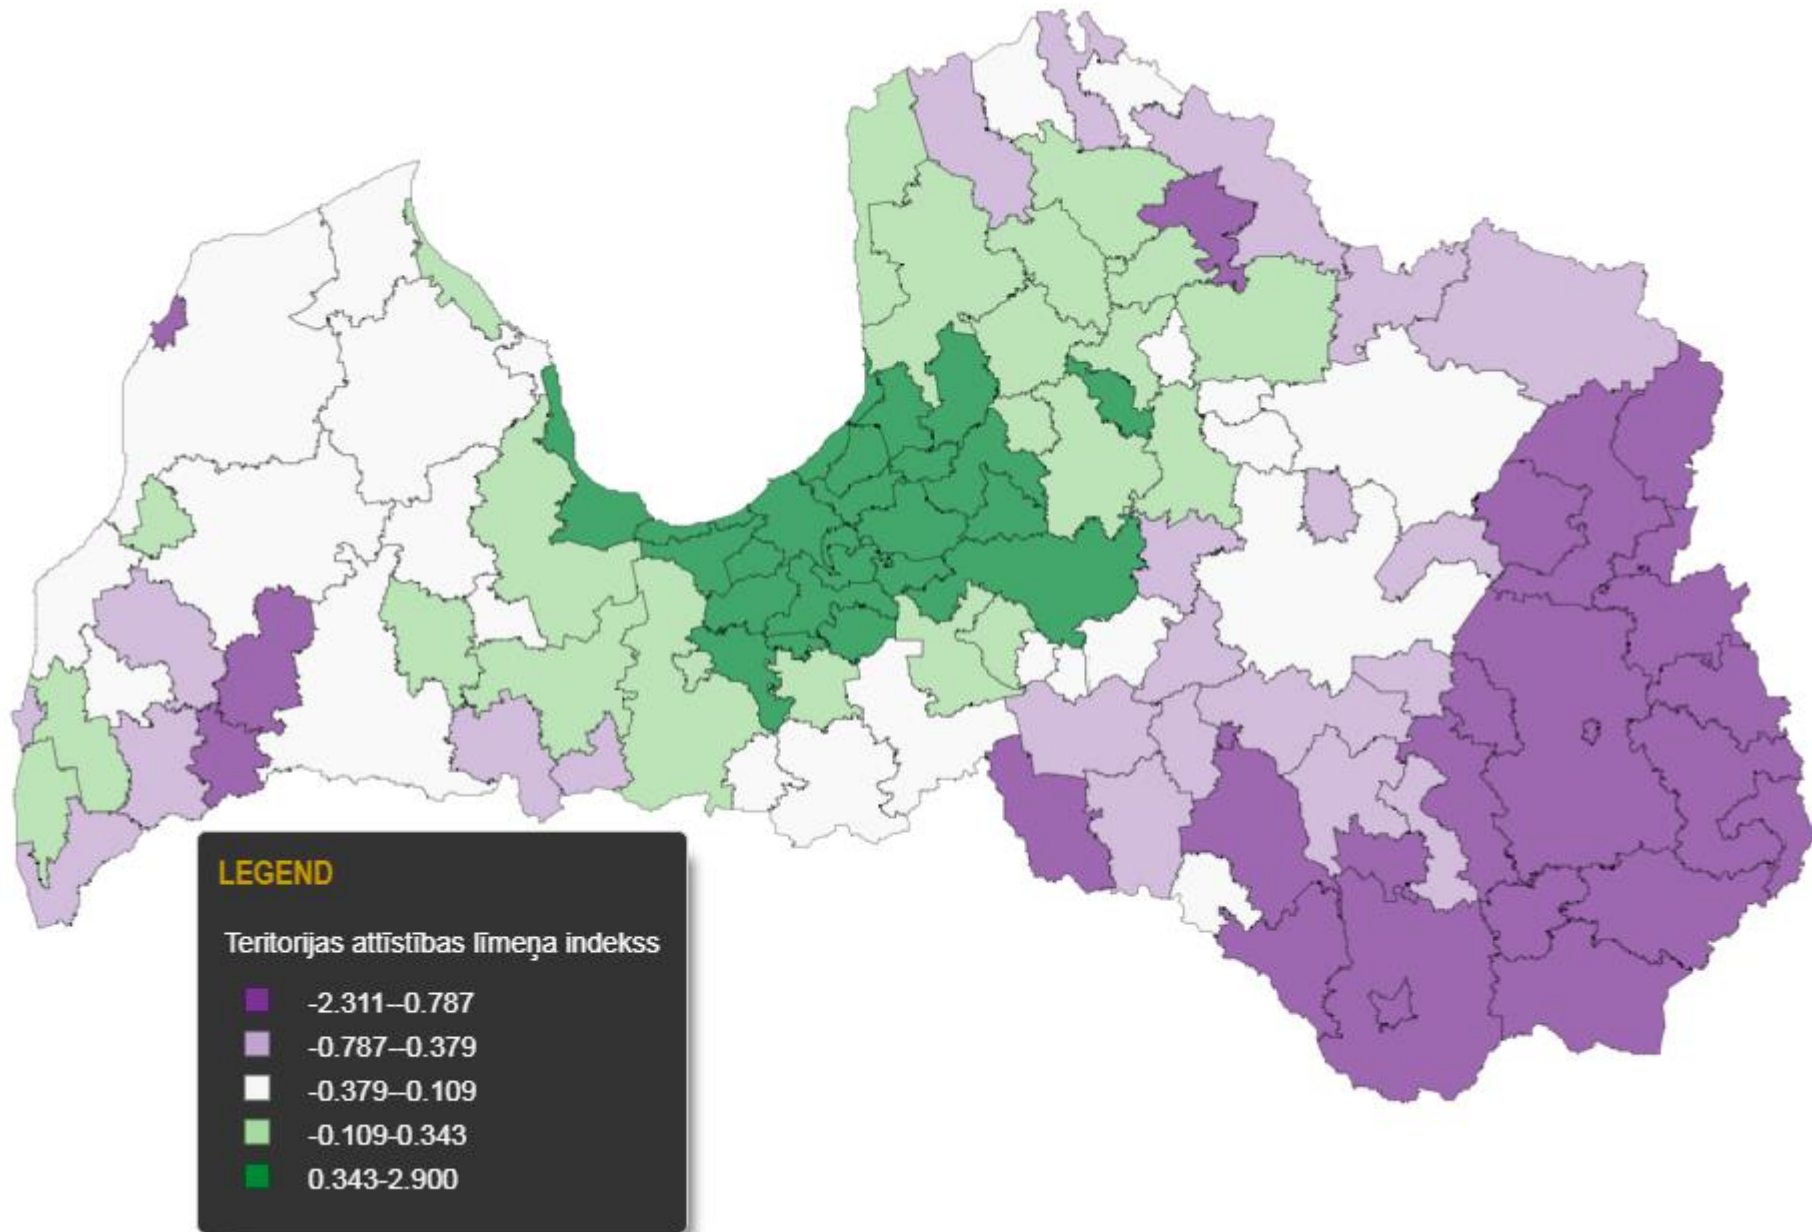 LEGEND
Teritorijas attīstības līmeņa indekss
-2.311--0.787
-0.787--0.379
-0.379--0.109
-0.109-0.343
0.343-2.900